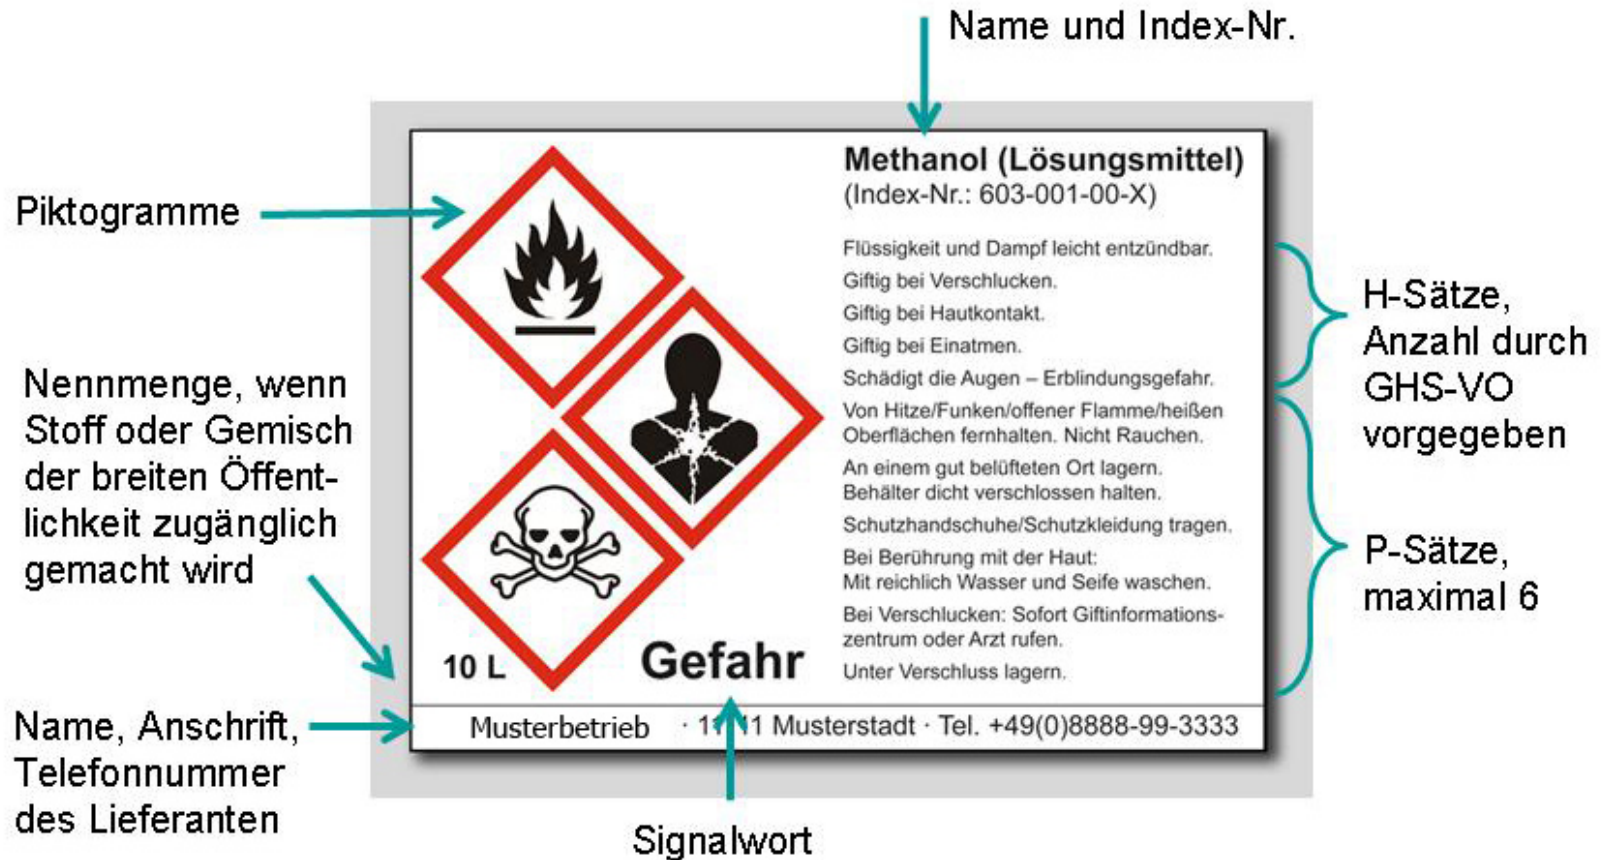 Name und Index-Nr.
Piktogramme
Nennmenge, wenn
Stoff oder Gemisch
der breiten Öffent-
lichkeit zugänglich
gemacht wird
Name, Anschrift,
Telefonnummer
des Lieferanten
Methanol (Lösungsmittel)
(Index-Nr.: 603-001-00-X)
Flüssigkeit und Dampf leicht entzündbar.
Giftig bei Verschlucken.
Giftig bei Hautkontakt.
Giftig bei Einatmen.
Schädigt die Augen – Erblindungsgefahr.
Von Hitze/Funken/offener Flamme/heißen
Oberflächen fernhalten. Nicht Rauchen.
An einem gut belüfteten Ort lagern.
Behälter dicht verschlossen halten.
Schutzhandschuhe/Schutzkleidung tragen.
Bei Berührung mit der Haut:
Mit reichlich Wasser und Seife waschen.
Bei Verschlucken: Sofort Giftinformations-
zentrum oder Arzt rufen.
Unter Verschluss lagern.
10 L
Gefahr
Musterbetrieb · Musterstadt · Tel. +49(0)8888-99-3333
H-Sätze,
Anzahl durch
GHS-VO
vorgegeben
P-Sätze,
maximal 6
Signalwort